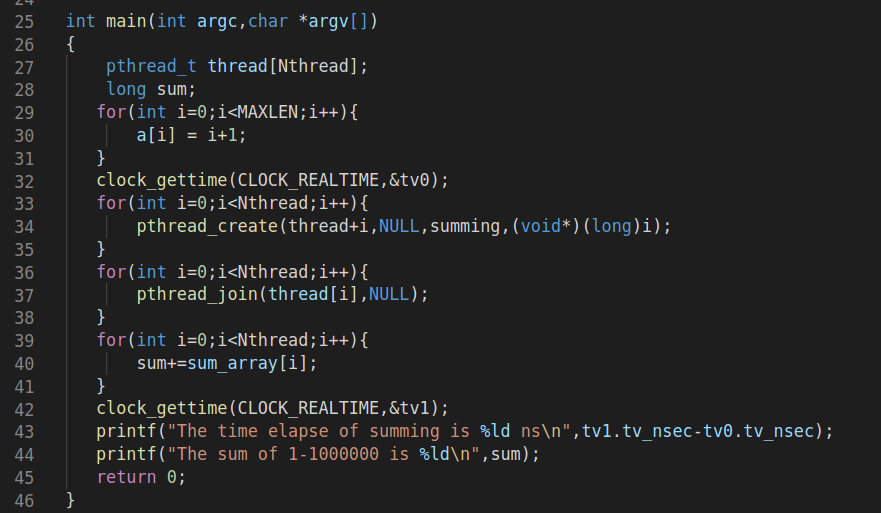 25 int main(int argc,char *argv[])
26 {
27 pthread_t thread[Nthread];
28 long sum;
29 for(int i=0;i<MAXLEN;i++){
30 a[i] = i+1;
31 }
32 clock_gettime(CLOCK_REALTIME,&tv0);
33 for(int i=0;i<Nthread;i++){
34 pthread_create(thread+i,NULL,summing,(void*)(long)i);
35 }
36 for(int i=0;i<Nthread;i++){
37 pthread_join(thread[i],NULL);
38 }
39 for(int i=0;i<Nthread;i++){
40 sum+=sum_array[i];
41 }
42 clock_gettime(CLOCK_REALTIME,&tv1);
43 printf("The time elapse of summing is %ld ns\n",tv1.tv_nsec-tv0.tv_nsec);
44 printf("The sum of 1-1000000 is %ld\n",sum);
45 return 0;
46 }